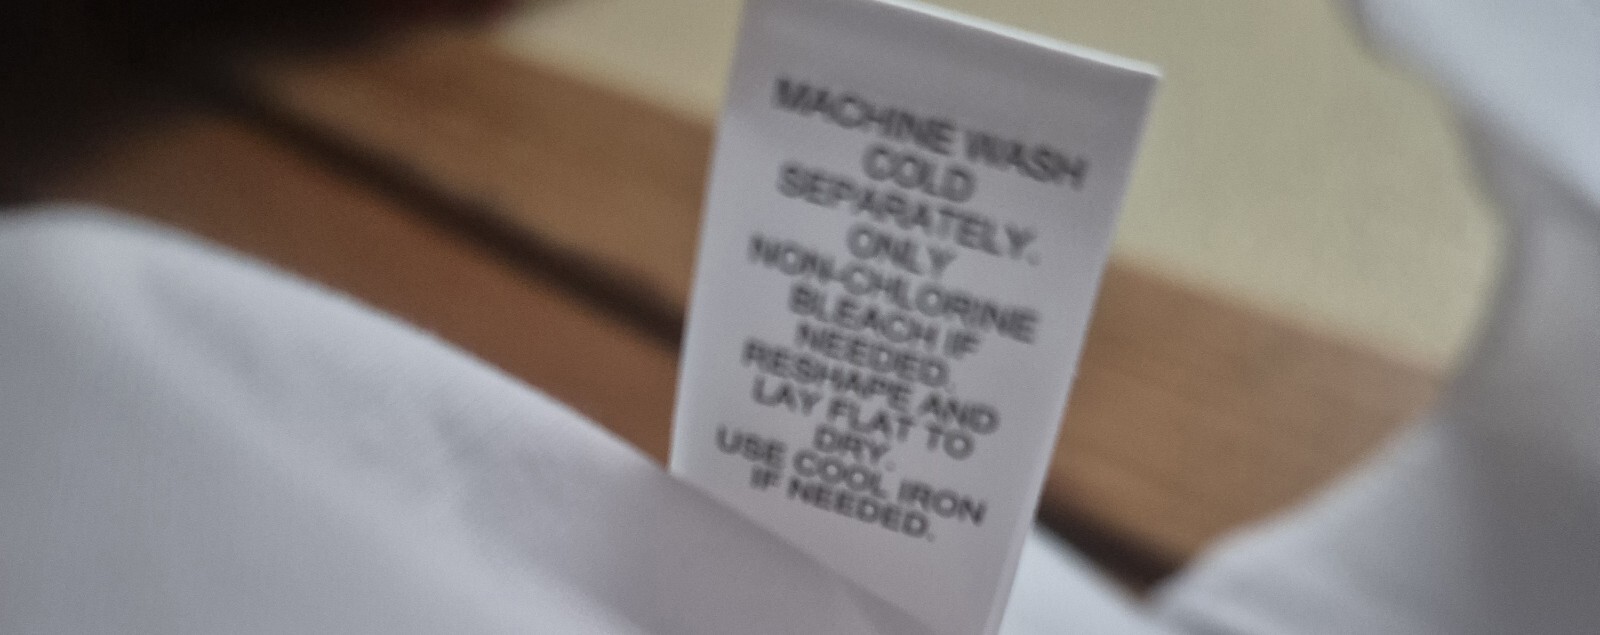 MACHINE WASH
COLD
SEPARATELY.
ONLY
NON-CHLORINE
BLEACH IF
NEEDED.
RESHAPE AND
LAY FLAT TO
DRY.
USE COOL IRON
IF NEEDED.